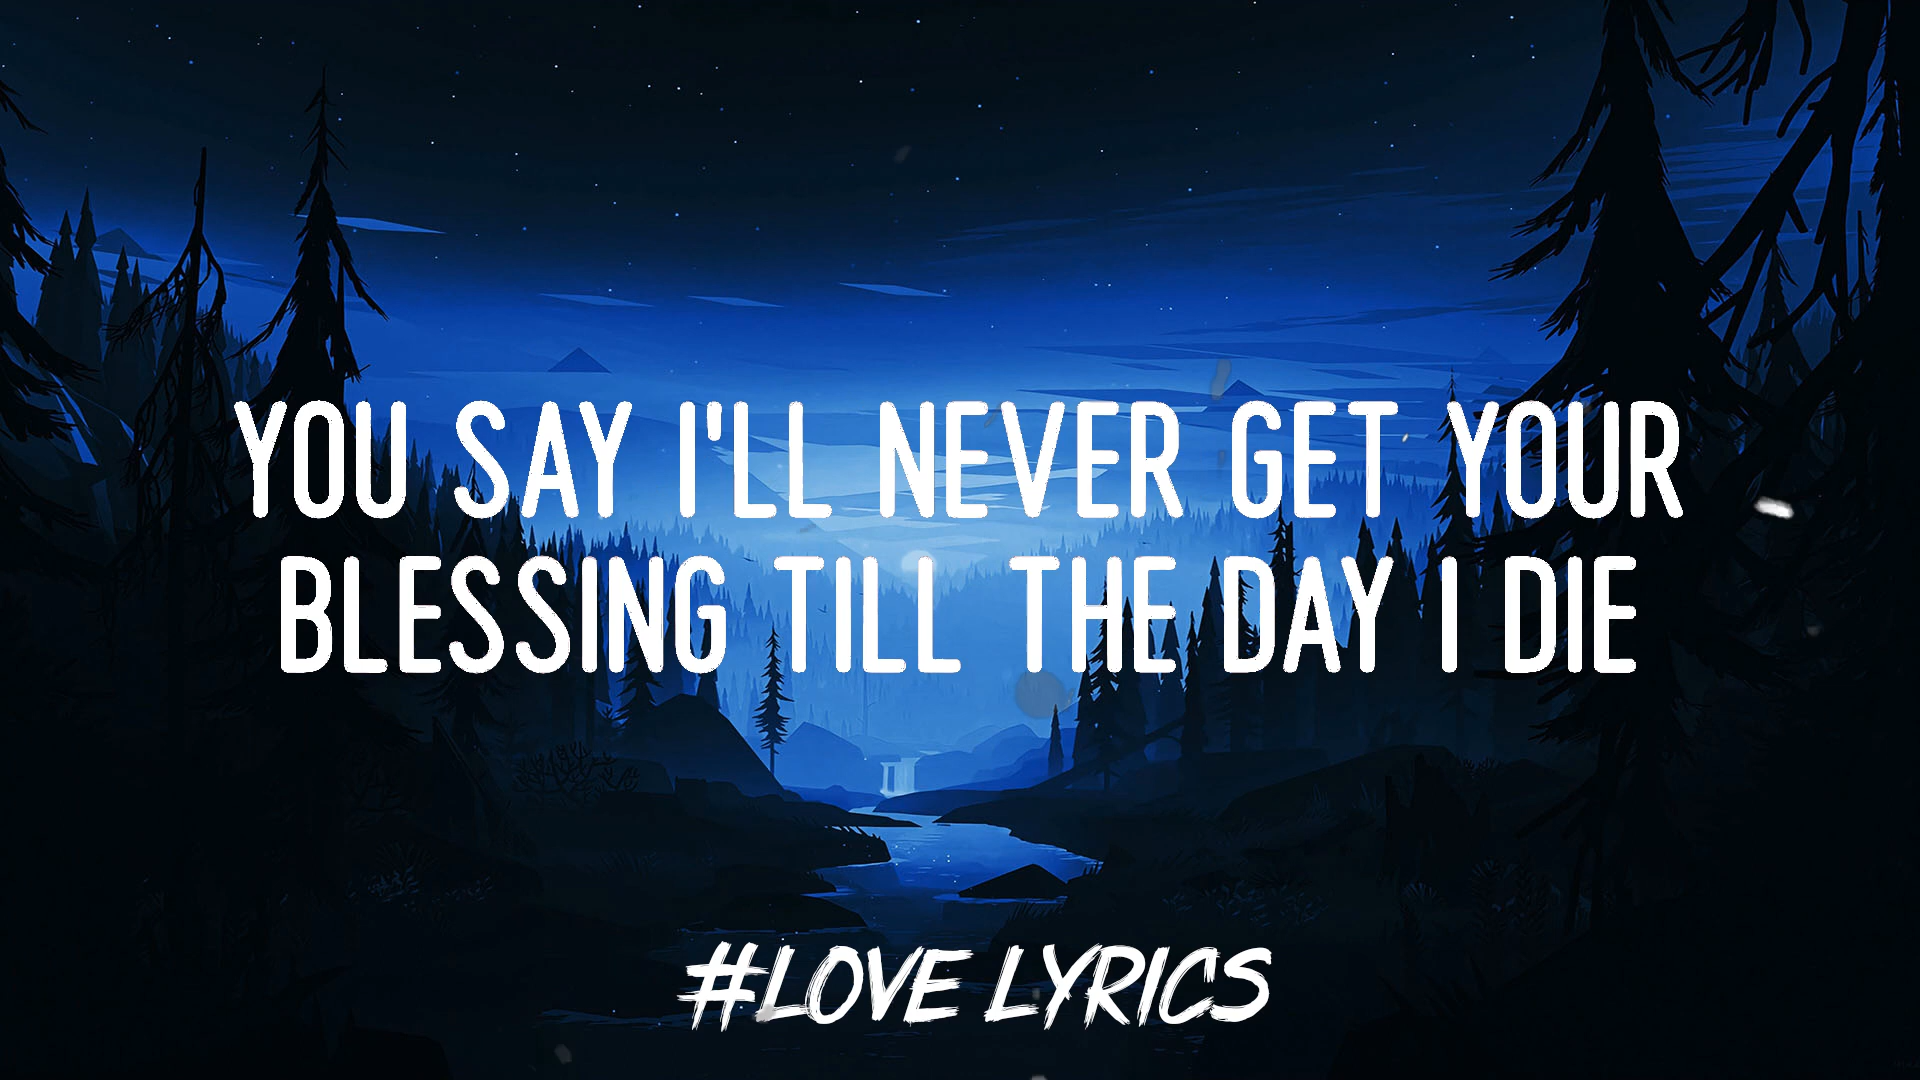 YOU SAY I'LL NEVER GET YOUR
BLESSING TILL THE DAY I DIE
#LOVE LYRICS